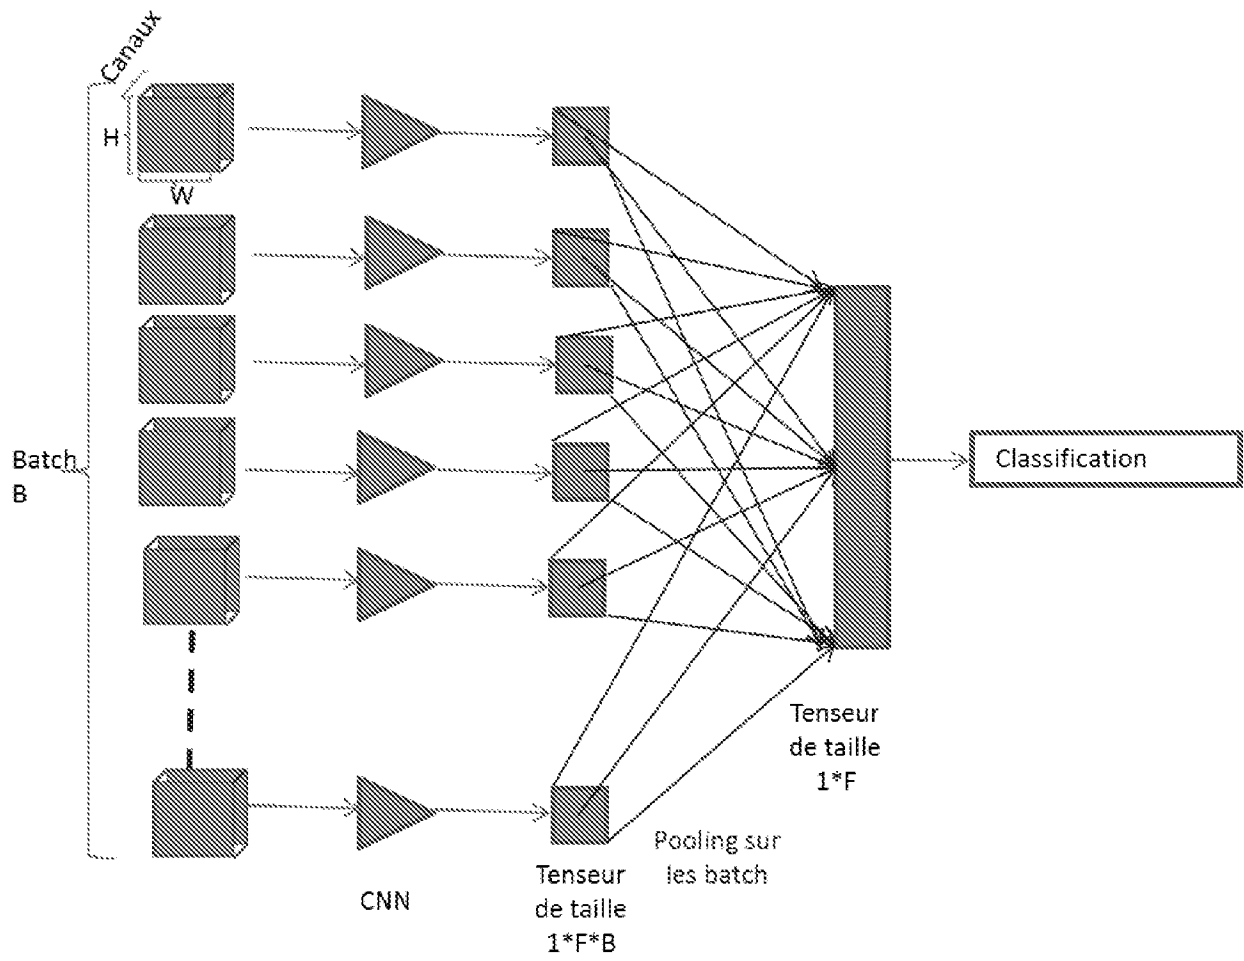 Canaux
H
W
Batch
B
Classification
Tenseur
de taille
1*F
Pooling sur
les batch
CNN
Tenseur
de taille
1*F*B